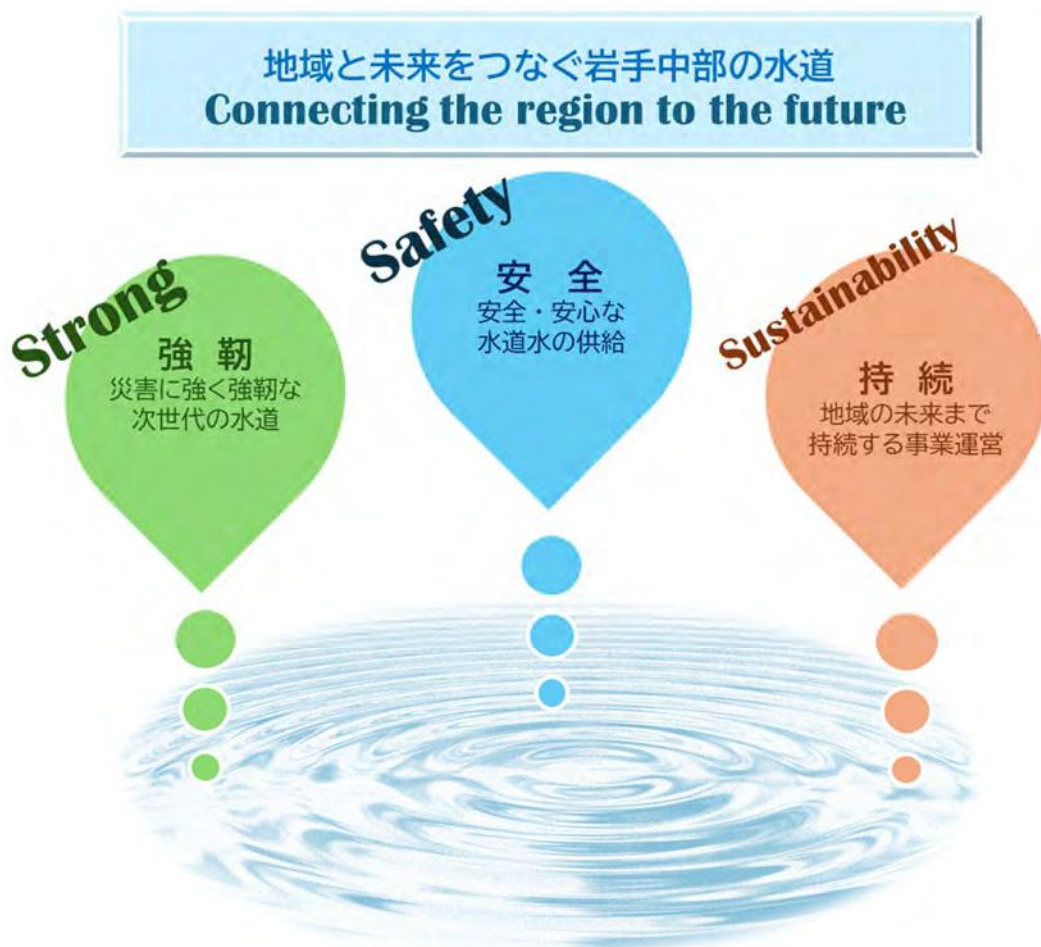 地域と未来をつなぐ岩手中部の水道
Connecting the region to the future
Strong
強 靭
災害に強く強靭な
次世代の水道
Safety
安 全
安全・安心な
水道水の供給
Sustainability
持 続
地域の未来まで
持続する事業運営